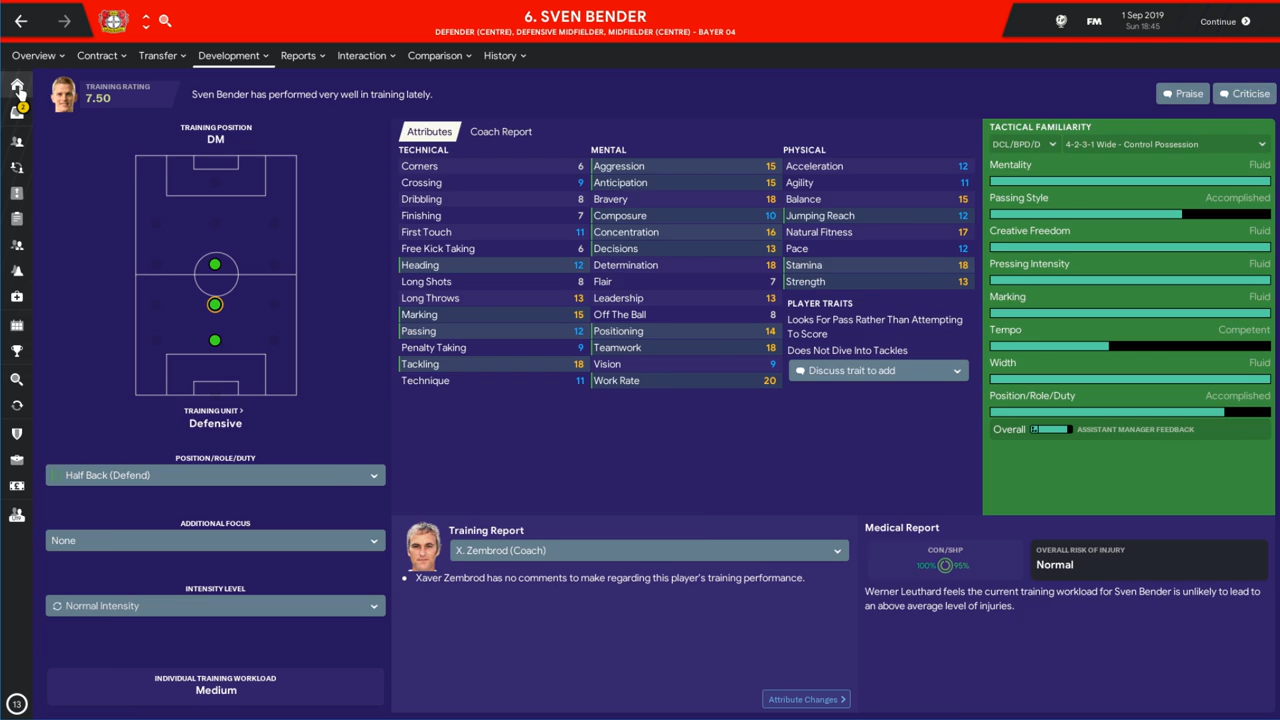 6. SVEN BENDER
DEFENDER (CENTRE), DEFENSIVE MIDFIELDER, MIDFIELDER (CENTRE) - BAYER 04
FM
1 Sep 2019
Sun 18:45
Continue
Overview
Contract
Transfer
Development
Reports
Interaction
Comparison
History
2
TRAINING RATING
7.50
Sven Bender has performed very well in training lately.
Praise
Criticise
TRAINING POSITION
DM
TRAINING UNIT >
Defensive
POSITION/ROLE/DUTY
Half Back (Defend)
ADDITIONAL FOCUS
None
INTENSITY LEVEL
Normal Intensity
INDIVIDUAL TRAINING WORKLOAD
Medium
13
Attributes
Coach Report
TECHNICAL
Corners 6
Crossing 9
Dribbling 8
Finishing 7
First Touch 11
Free Kick Taking 6
Heading 12
Long Shots 8
Long Throws 13
Marking 15
Passing 12
Penalty Taking 9
Tackling 18
Technique 11
MENTAL
Aggression 15
Anticipation 15
Bravery 18
Composure 10
Concentration 16
Decisions 13
Determination 18
Flair 7
Leadership 13
Off The Ball 8
Positioning 14
Teamwork 18
Vision 9
Work Rate 20
PHYSICAL
Acceleration 12
Agility 11
Balance 15
Jumping Reach 12
Natural Fitness 17
Pace 12
Stamina 18
Strength 13
PLAYER TRAITS
Looks For Pass Rather Than Attempting
To Score
Does Not Dive Into Tackles
Discuss trait to add
TACTICAL FAMILIARITY
DCL/BPD/D
4-2-3-1 Wide - Control Possession
Mentality Fluid
Passing Style Accomplished
Creative Freedom Fluid
Pressing Intensity Fluid
Marking Fluid
Tempo Competent
Width Fluid
Position/Role/Duty Accomplished
Overall
ASSISTANT MANAGER FEEDBACK
Training Report
X. Zembrod (Coach)
Xaver Zembrod has no comments to make regarding this player's training performance.
Attribute Changes >
Medical Report
CON/SHP
100% 95%
OVERALL RISK OF INJURY
Normal
Werner Leuthard feels the current training workload for Sven Bender is unlikely to lead to
an above average level of injuries.